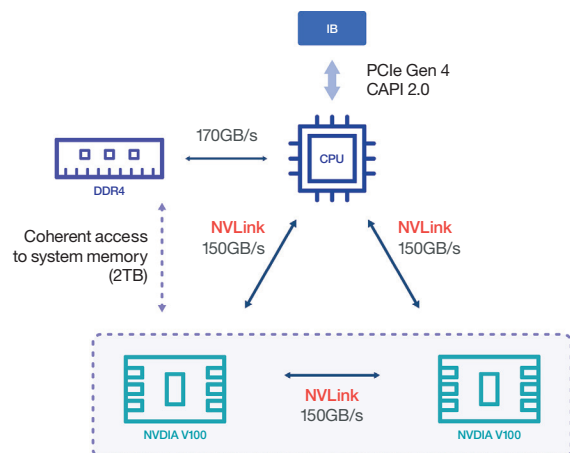 IB
PCIe Gen 4
CAPI 2.0
170GB/s
CPU
DDR4
Coherent access
to system memory
(2TB)
NVLink
150GB/s
NVLink
150GB/s
NVLink
150GB/s
NVDIA V100
NVDIA V100